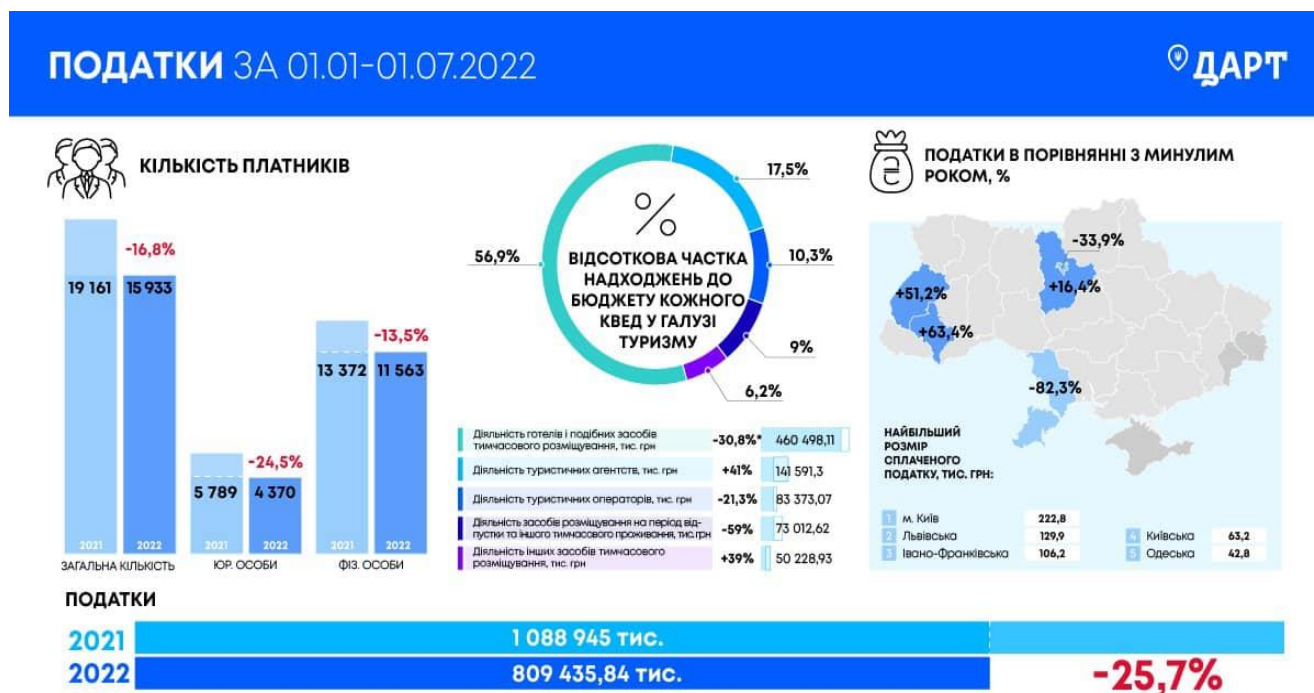 ПОДАТКИ ЗА 01.01-01.07.2022
ДАРТ
КІЛЬКІСТЬ ПЛАТНИКІВ
-16,8%
19 161
15 933
2021
2022
ЗАГАЛЬНА КІЛЬКІСТЬ
-24,5%
5 789
4 370
2021
2022
ЮР. ОСОБИ
-13,5%
13 372
11 563
2021
2022
ФІЗ. ОСОБИ
%
ВІДСОТКОВА ЧАСТКА
НАДХОДЖЕНЬ ДО
БЮДЖЕТУ КОЖНОГО
КВЕД У ГАЛУЗІ
ТУРИЗМУ
56,9%
17,5%
10,3%
9%
6,2%
Діяльність готелів і подібних засобів
тимчасового розміщування, тис. грн
-30,8%*
460 498,11
Діяльність туристичних агентств, тис. грн
+41%
141 591,3
Діяльність туристичних операторів, тис. грн
-21,3%
83 373,07
Діяльність засобів розміщування на період від-
пустки та іншого тимчасового проживання, тис.грн
-59%
73 012,62
Діяльність інших засобів тимчасового
розміщування, тис. грн
+39%
50 228,93
₴
ПОДАТКИ В ПОРІВНЯННІ З МИНУЛИМ
РОКОМ, %
-33,9%
+16,4%
+51,2%
+63,4%
-82,3%
НАЙБІЛЬШИЙ
РОЗМІР
СПЛАЧЕНОГО
ПОДАТКУ, ТИС. ГРН:
1 м. Київ 222,8
2 Львівська 129,9
3 Івано-Франківська 106,2
4 Київська 63,2
5 Одеська 42,8
ПОДАТКИ
2021 1 088 945 тис.
2022 809 435,84 тис.
-25,7%